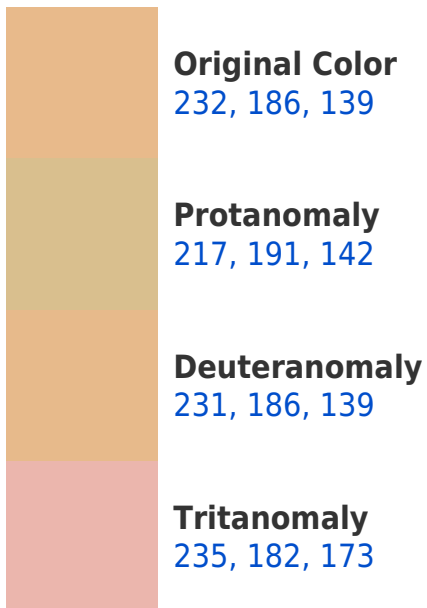 Original Color
232, 186, 139
Protanomaly
217, 191, 142
Deuteranomaly
231, 186, 139
Tritanomaly
235, 182, 173